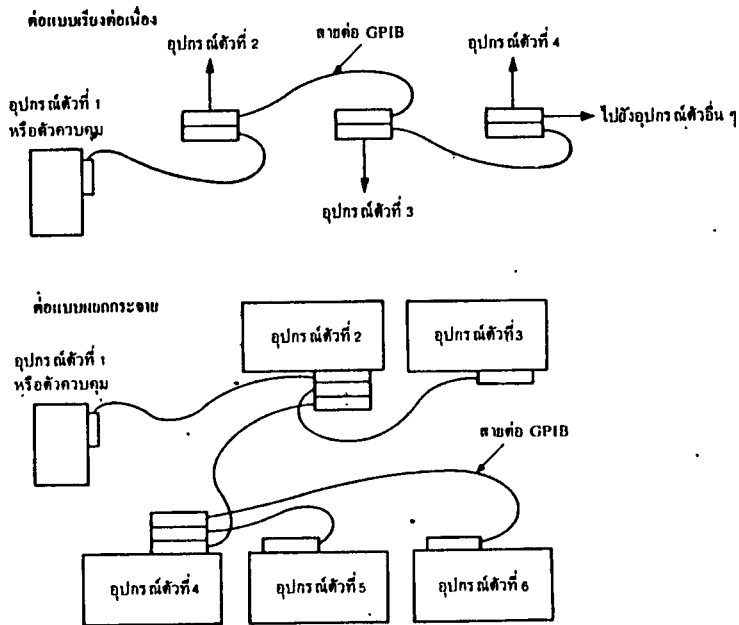 ต่อแบบเรียงต่อเนื่อง
อุปกรณ์ตัวที่ 2
สายต่อ GPIB
อุปกรณ์ตัวที่ 4
อุปกรณ์ตัวที่ 1
หรือตัวควบคุม
ไปยังอุปกรณ์ตัวอื่น ๆ
อุปกรณ์ตัวที่ 3
ต่อแบบแยกกระจาย
อุปกรณ์ตัวที่ 1
หรือตัวควบคุม
อุปกรณ์ตัวที่ 2
อุปกรณ์ตัวที่ 3
สายต่อ GPIB
อุปกรณ์ตัวที่ 4
อุปกรณ์ตัวที่ 5
อุปกรณ์ตัวที่ 6